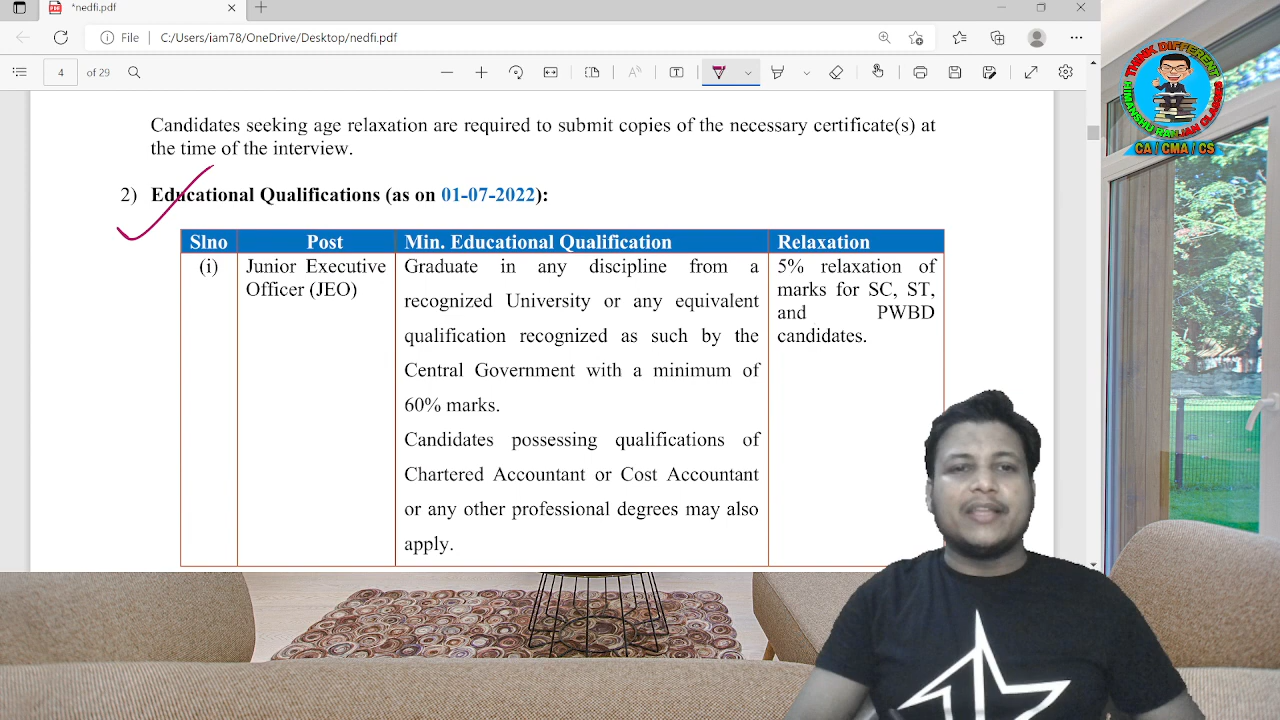 *nedfi.pdf
File | C:/Users/iam78/OneDrive/Desktop/nedfi.pdf
4 of 29
Candidates seeking age relaxation are required to submit copies of the necessary certificate(s) at
the time of the interview.
2) Educational Qualifications (as on 01-07-2022):
Slno Post Min. Educational Qualification Relaxation
(i) Junior Executive Officer (JEO)
Graduate in any discipline from a
recognized University or any equivalent
qualification recognized as such by the
Central Government with a minimum of
60% marks.
Candidates possessing qualifications of
Chartered Accountant or Cost Accountant
or any other professional degrees may also
apply.
5% relaxation of
marks for SC, ST,
and PWBD
candidates.
THINK DIFFERENT
HIMANSHU RANJAN CLASSES
CA / CMA / CS